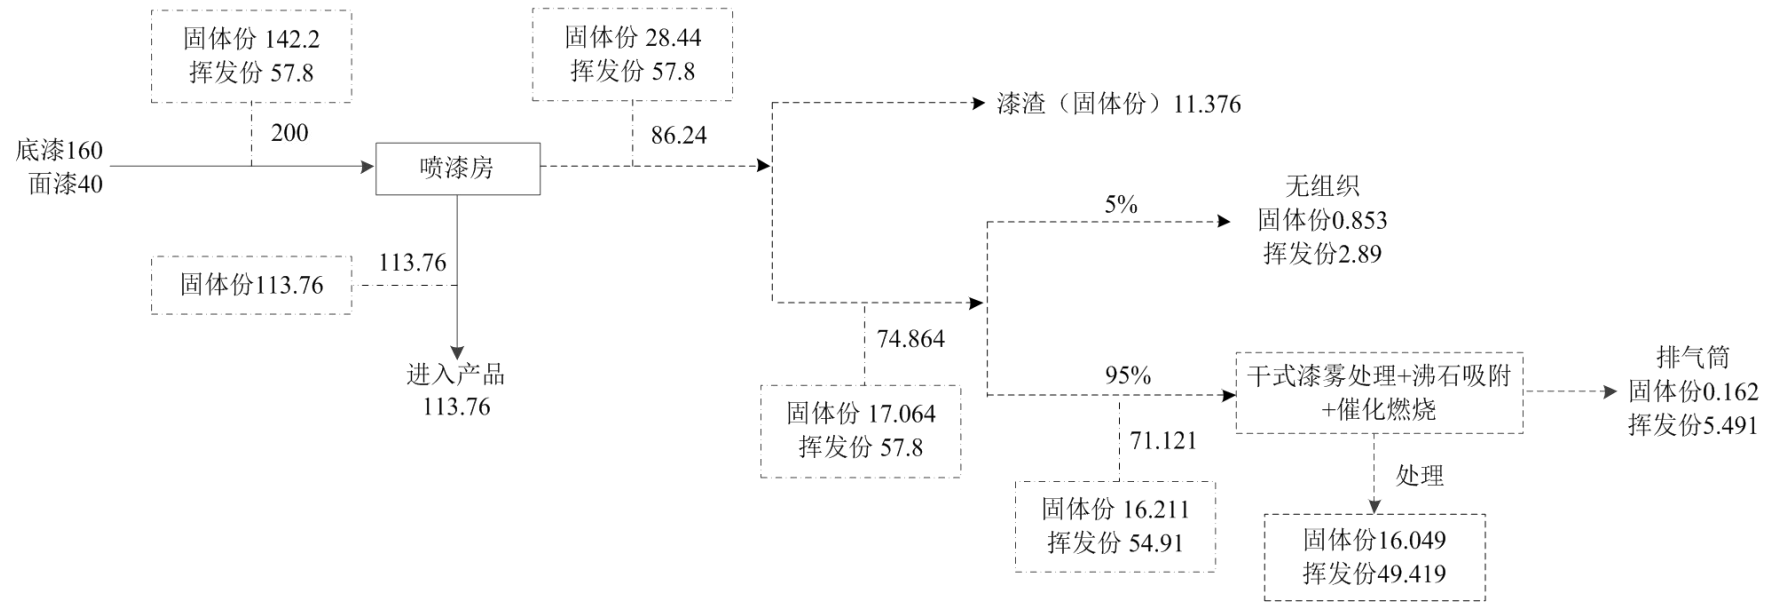 固体份 142.2
挥发份 57.8
固体份 28.44
挥发份 57.8
漆渣（固体份）11.376
200
86.24
底漆160
面漆40
喷漆房
无组织
固体份0.853
挥发份2.89
5%
113.76
固体份113.76
74.864
进入产品
113.76
95%
干式漆雾处理+沸石吸附
+催化燃烧
排气筒
固体份0.162
挥发份5.491
固体份 17.064
挥发份 57.8
71.121
处理
固体份 16.211
挥发份 54.91
固体份16.049
挥发份49.419